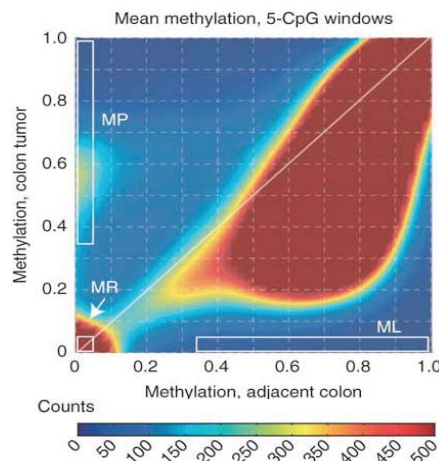 Mean methylation, 5-CpG windows
Methylation, colon tumor
1.0
0.8
0.6
0.4
0.2
0
MP
MR
ML
0 0.2 0.4 0.6 0.8 1.0
Methylation, adjacent colon
Counts
0 50 100 150 200 250 300 350 400 450 500